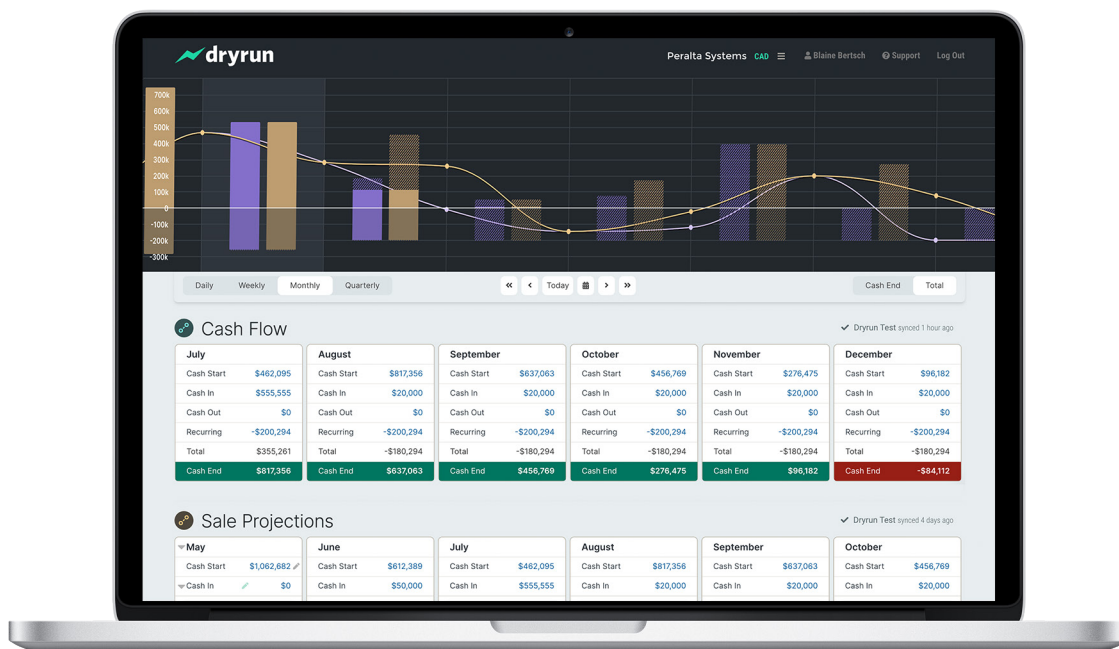 dryrun
Peralta Systems CAD Blaine Bertsch Support Log Out
700k
600k
500k
400k
300k
200k
100k
0
-100k
-200k
-300k
Daily Weekly Monthly Quarterly Today Cash End Total
Cash Flow Dryrun Test synced 1 hour ago
July August September October November December
Cash Start $462,095 Cash Start $817,356 Cash Start $637,063 Cash Start $456,769 Cash Start $276,475 Cash Start $96,182
Cash In $555,555 Cash In $20,000 Cash In $20,000 Cash In $20,000 Cash In $20,000 Cash In $20,000
Cash Out $0 Cash Out $0 Cash Out $0 Cash Out $0 Cash Out $0 Cash Out $0
Recurring -$200,294 Recurring -$200,294 Recurring -$200,294 Recurring -$200,294 Recurring -$200,294 Recurring -$200,294
Total $355,261 Total -$180,294 Total -$180,294 Total -$180,294 Total -$180,294 Total -$180,294
Cash End $817,356 Cash End $637,063 Cash End $456,769 Cash End $276,475 Cash End $96,182 Cash End -$84,112
Sale Projections Dryrun Test synced 4 days ago
May June July August September October
Cash Start $1,062,682 Cash Start $612,389 Cash Start $462,095 Cash Start $817,356 Cash Start $637,063 Cash Start $456,769
Cash In $0 Cash In $50,000 Cash In $555,555 Cash In $20,000 Cash In $20,000 Cash In $20,000